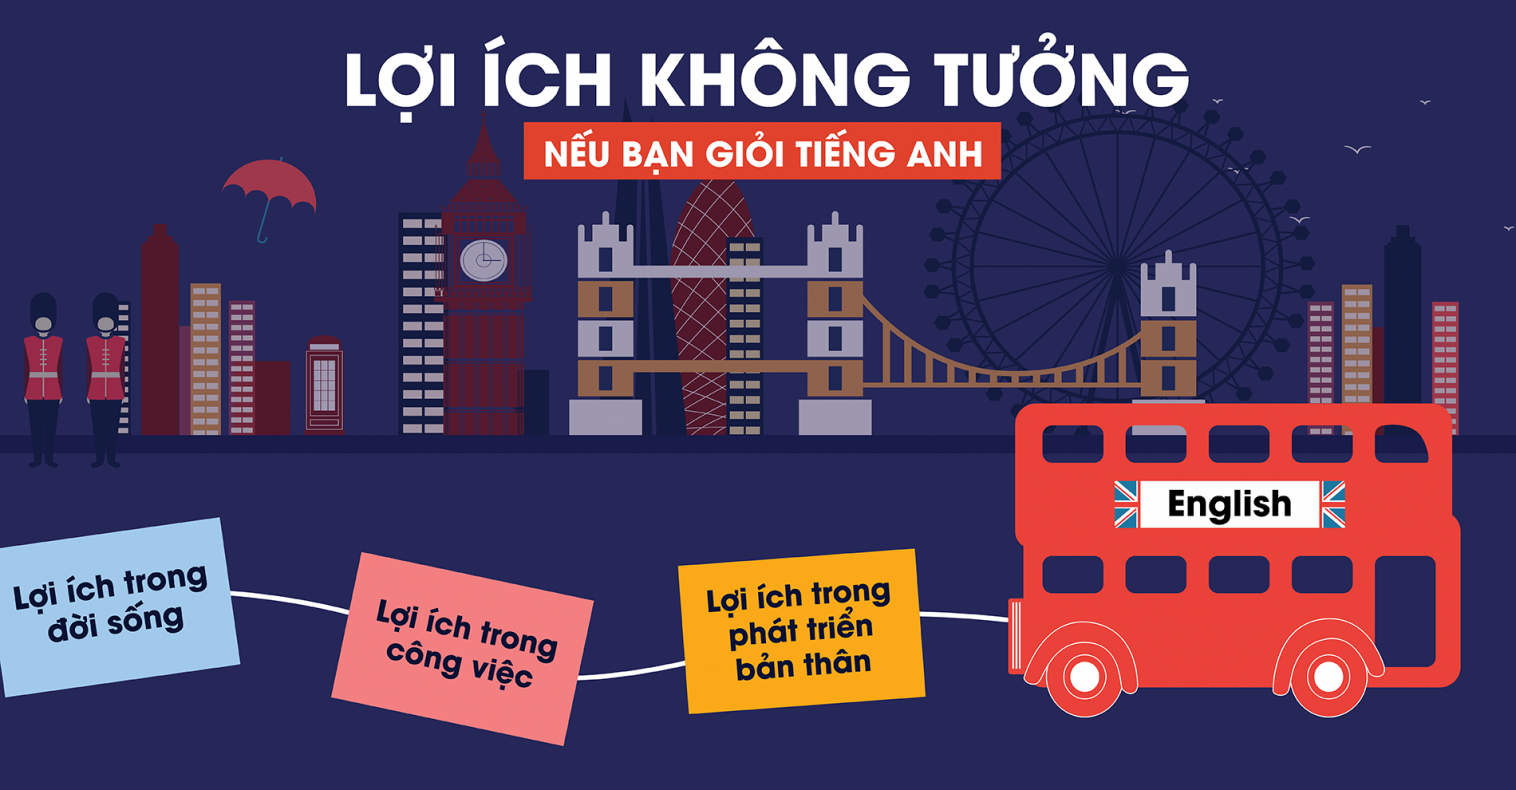 LỢI ÍCH KHÔNG TƯỞNG
NẾU BẠN GIỎI TIẾNG ANH
English
Lợi ích trong
đời sống
Lợi ích trong
công việc
Lợi ích trong
phát triển
bản thân